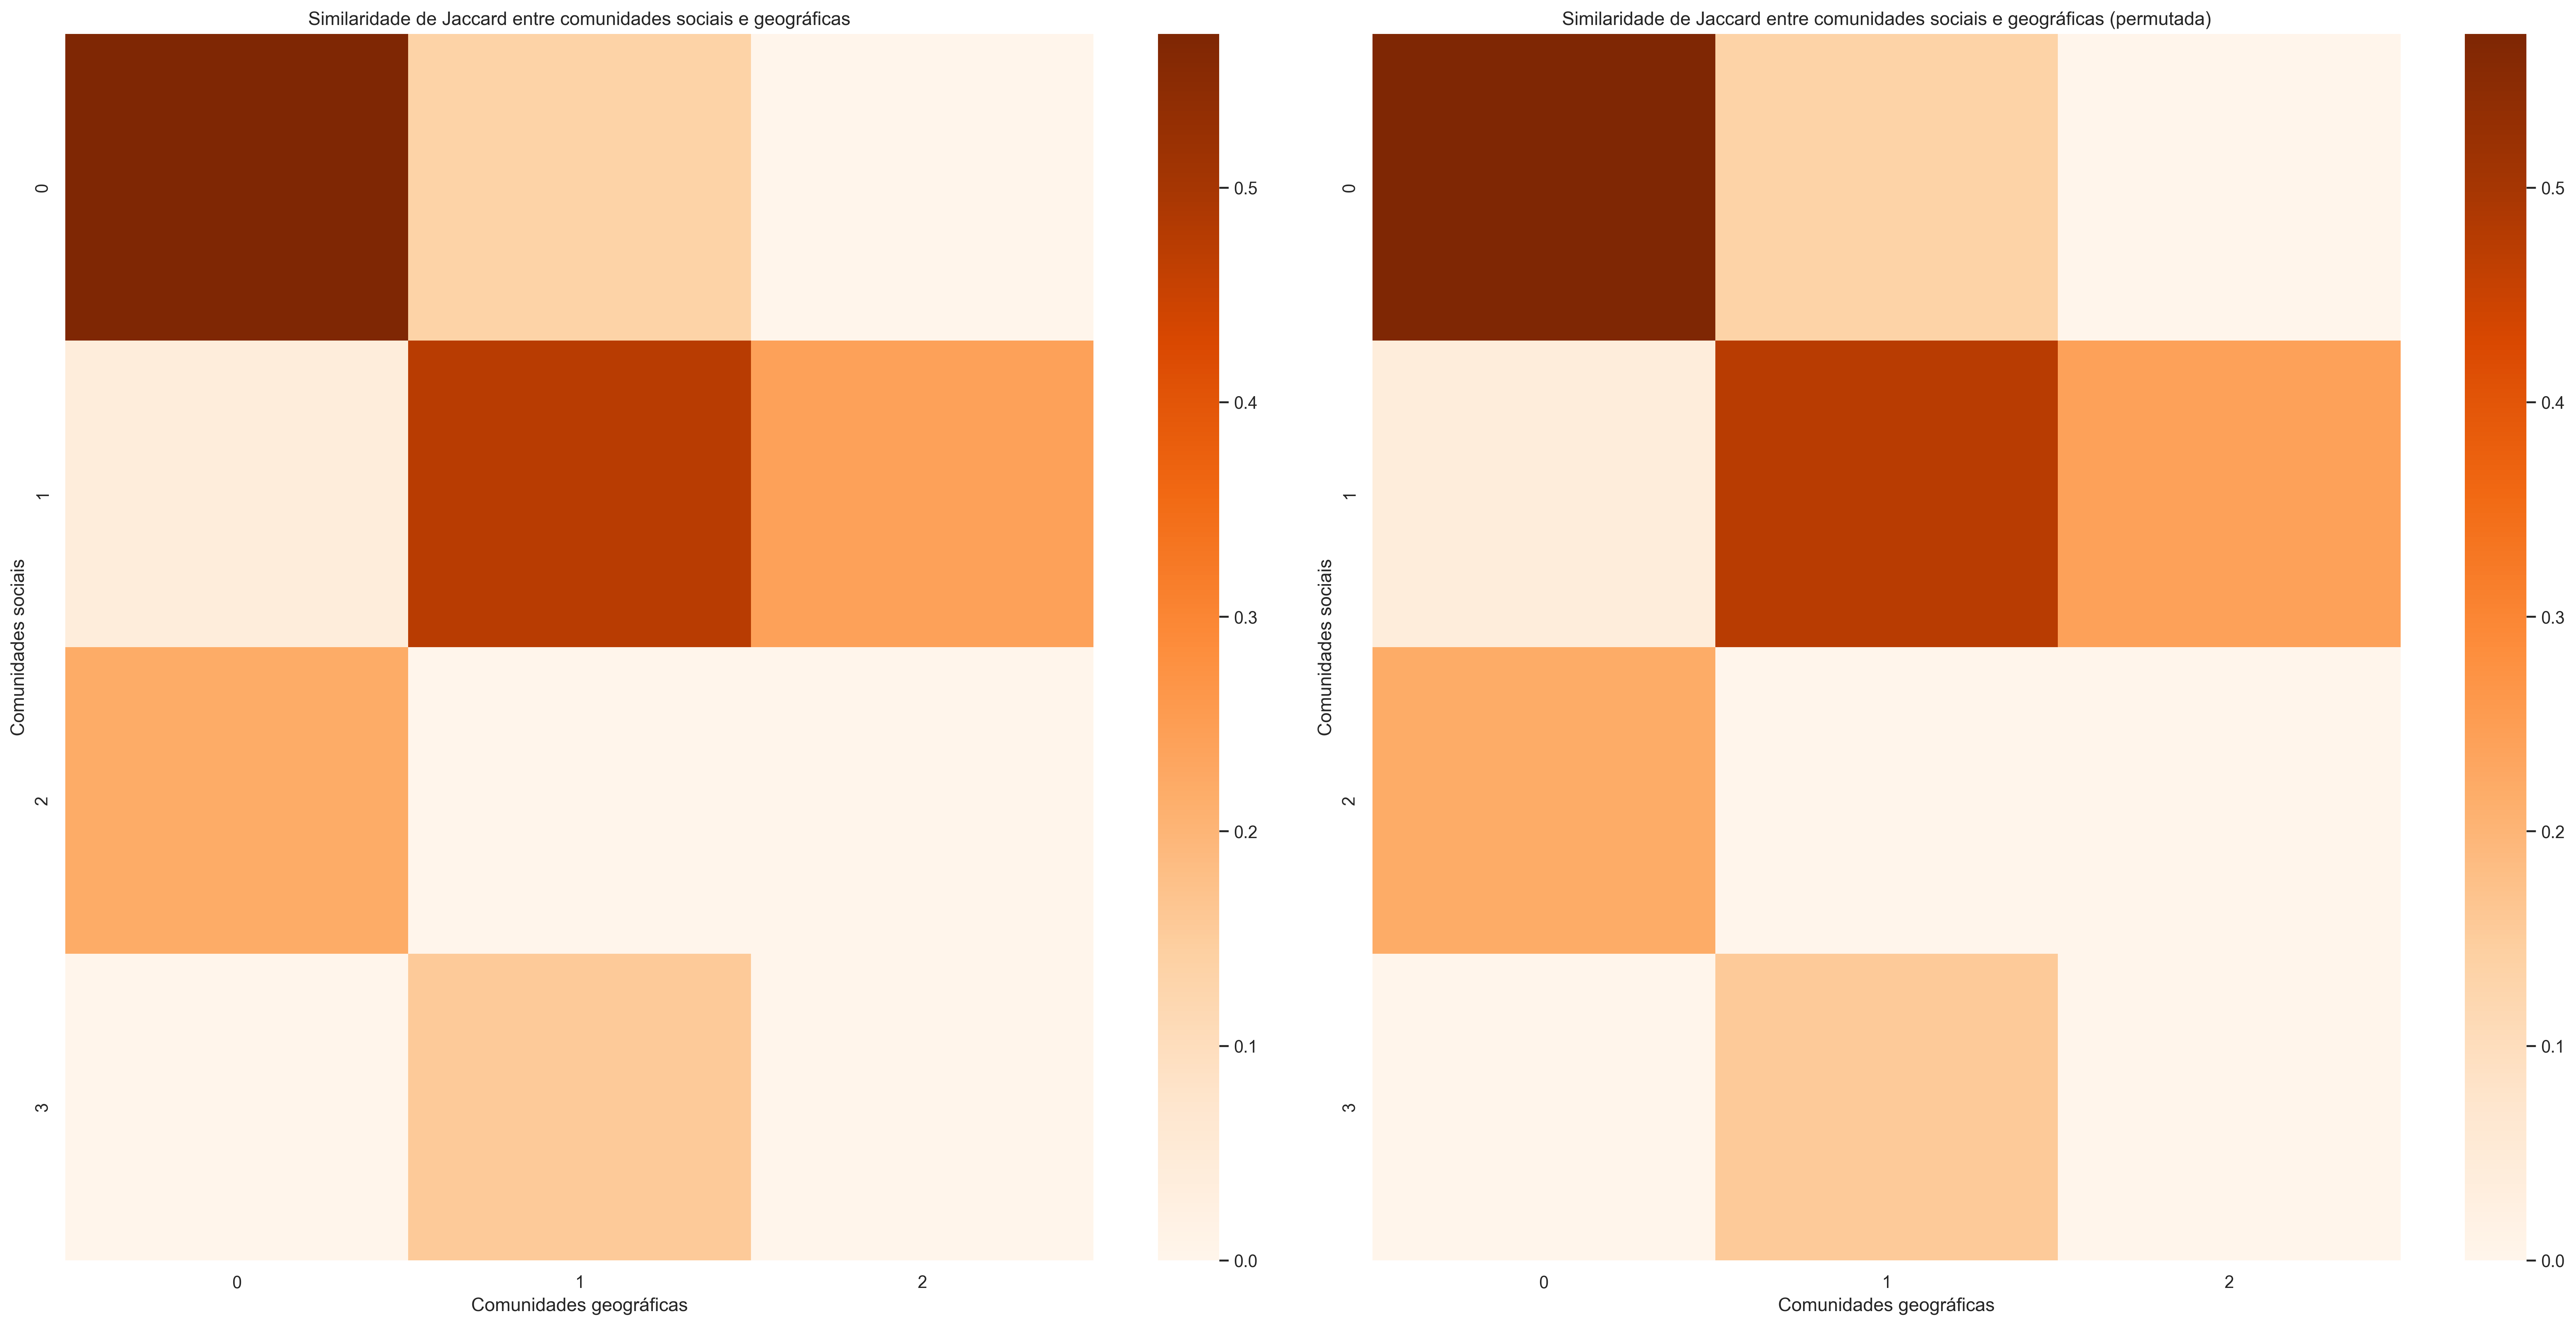 Similaridade de Jaccard entre comunidades sociais e geográficas
Comunidades sociais
0
1
2
3
0 1 2
Comunidades geográficas
0.5
0.4
0.3
0.2
0.1
0.0
Similaridade de Jaccard entre comunidades sociais e geográficas (permutada)
Comunidades sociais
0
1
2
3
0 1 2
Comunidades geográficas
0.5
0.4
0.3
0.2
0.1
0.0